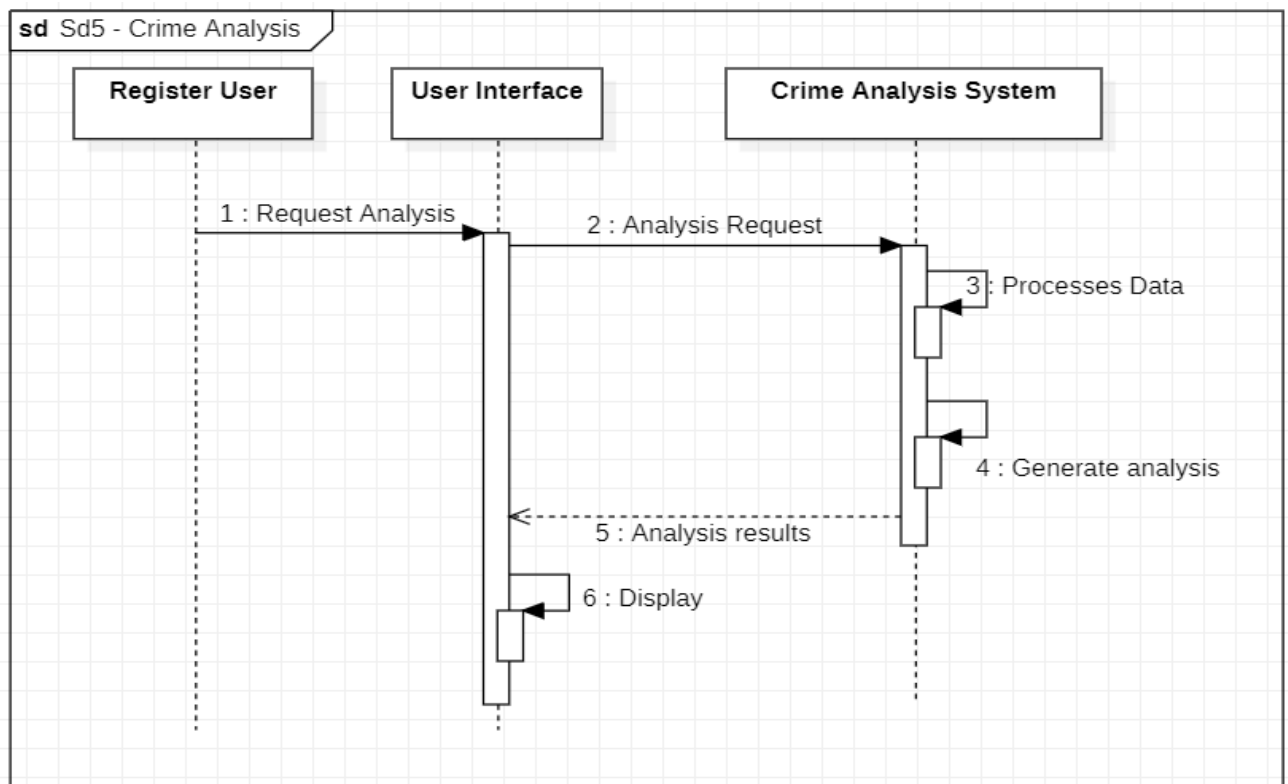 sd Sd5 - Crime Analysis
Register User
User Interface
Crime Analysis System
1 : Request Analysis
2 : Analysis Request
3 : Processes Data
4 : Generate analysis
5 : Analysis results
6 : Display